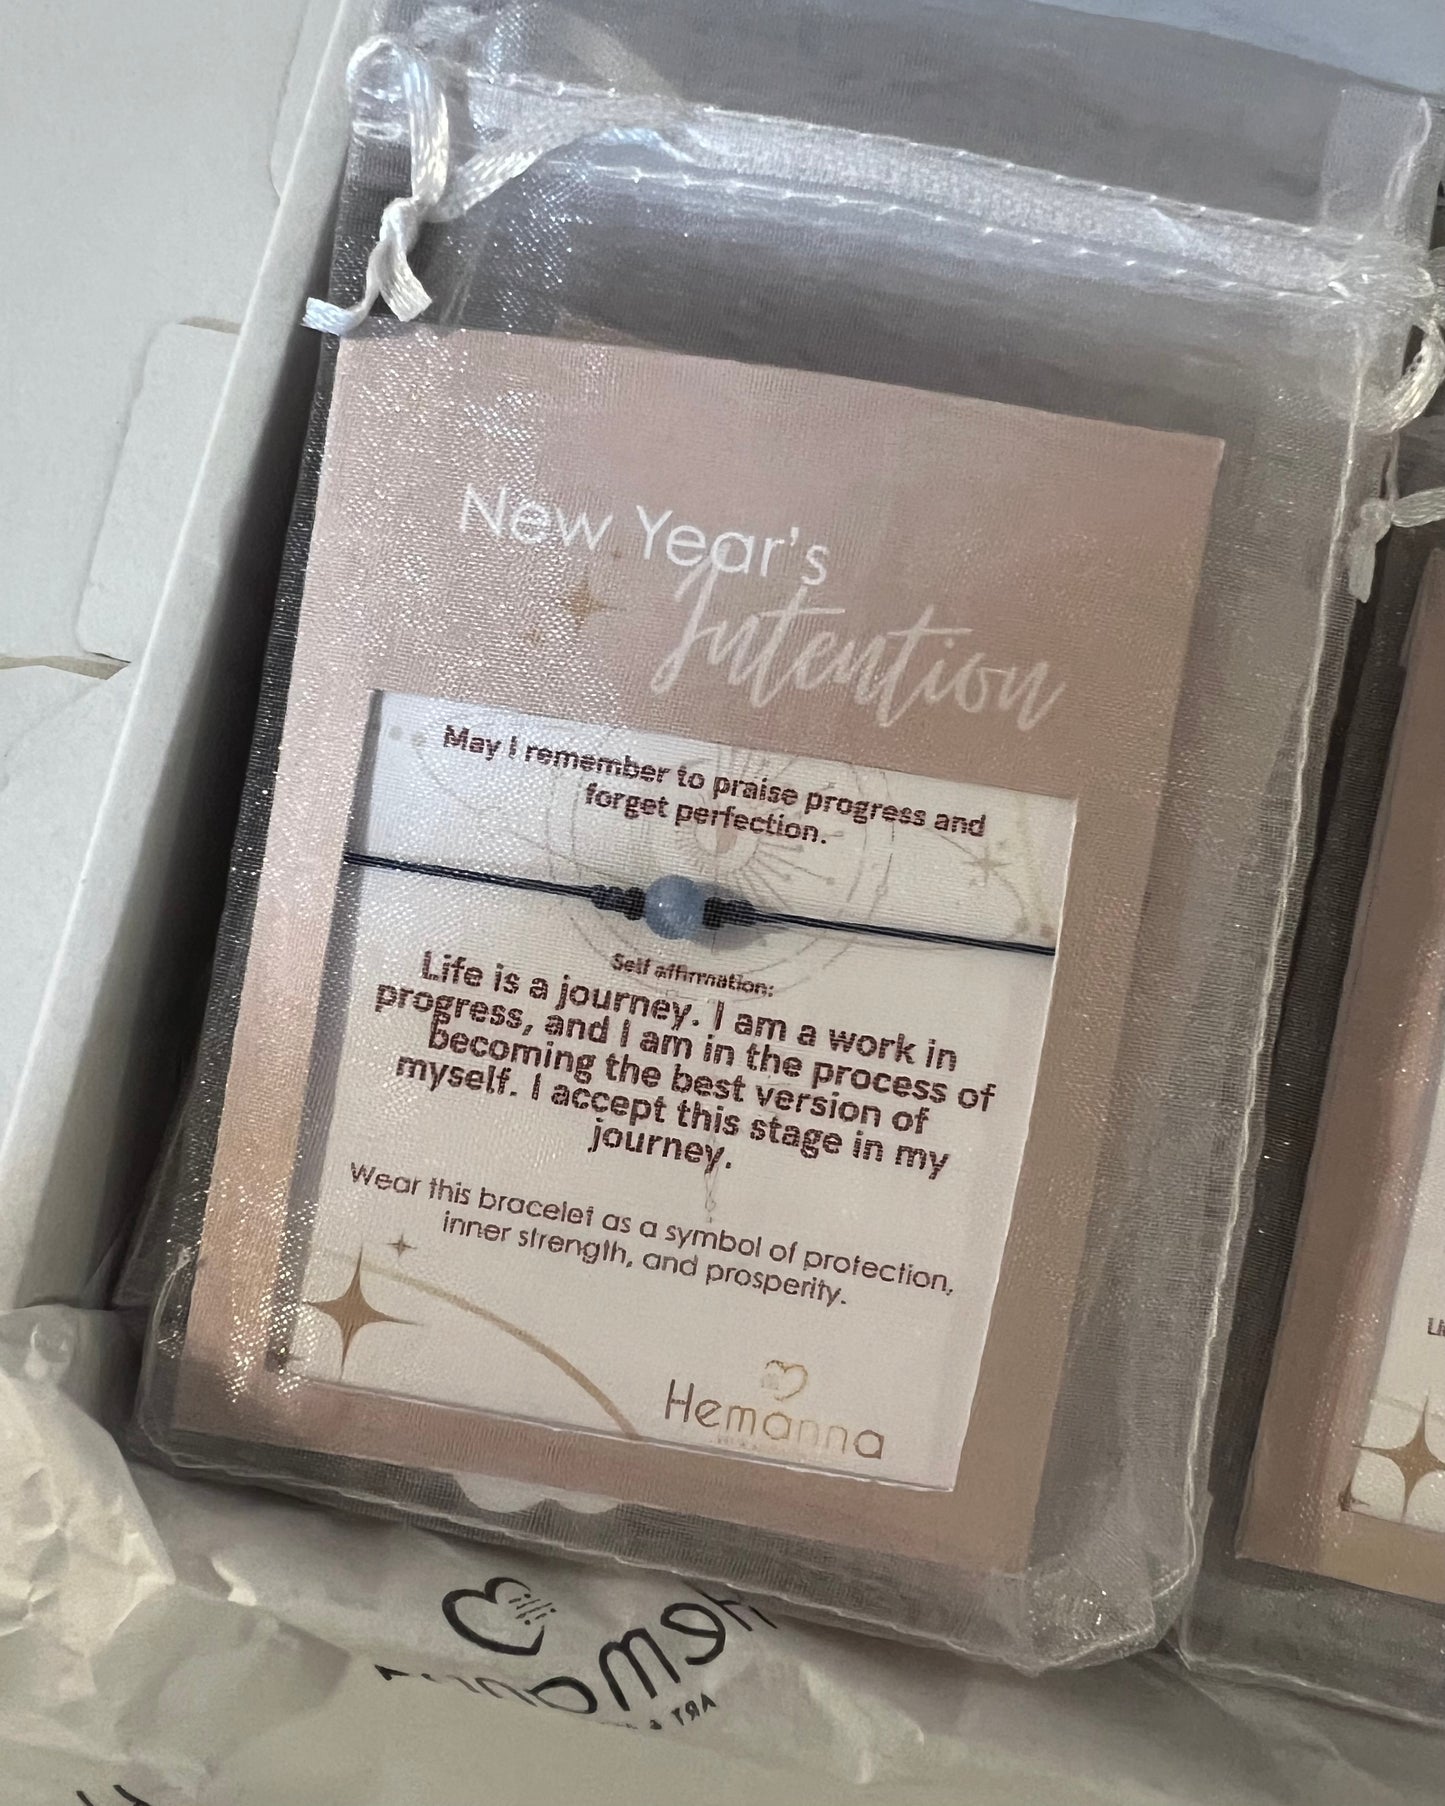 New Year's
Intention
May I remember to praise progress and
forget perfection.
Self affirmation:
Life is a journey. I am a work in
progress, and I am in the process of
becoming the best version of
myself. I accept this stage in my
journey.
Wear this bracelet as a symbol of protection,
inner strength, and prosperity.
Hemanna
Hemanna
ART &